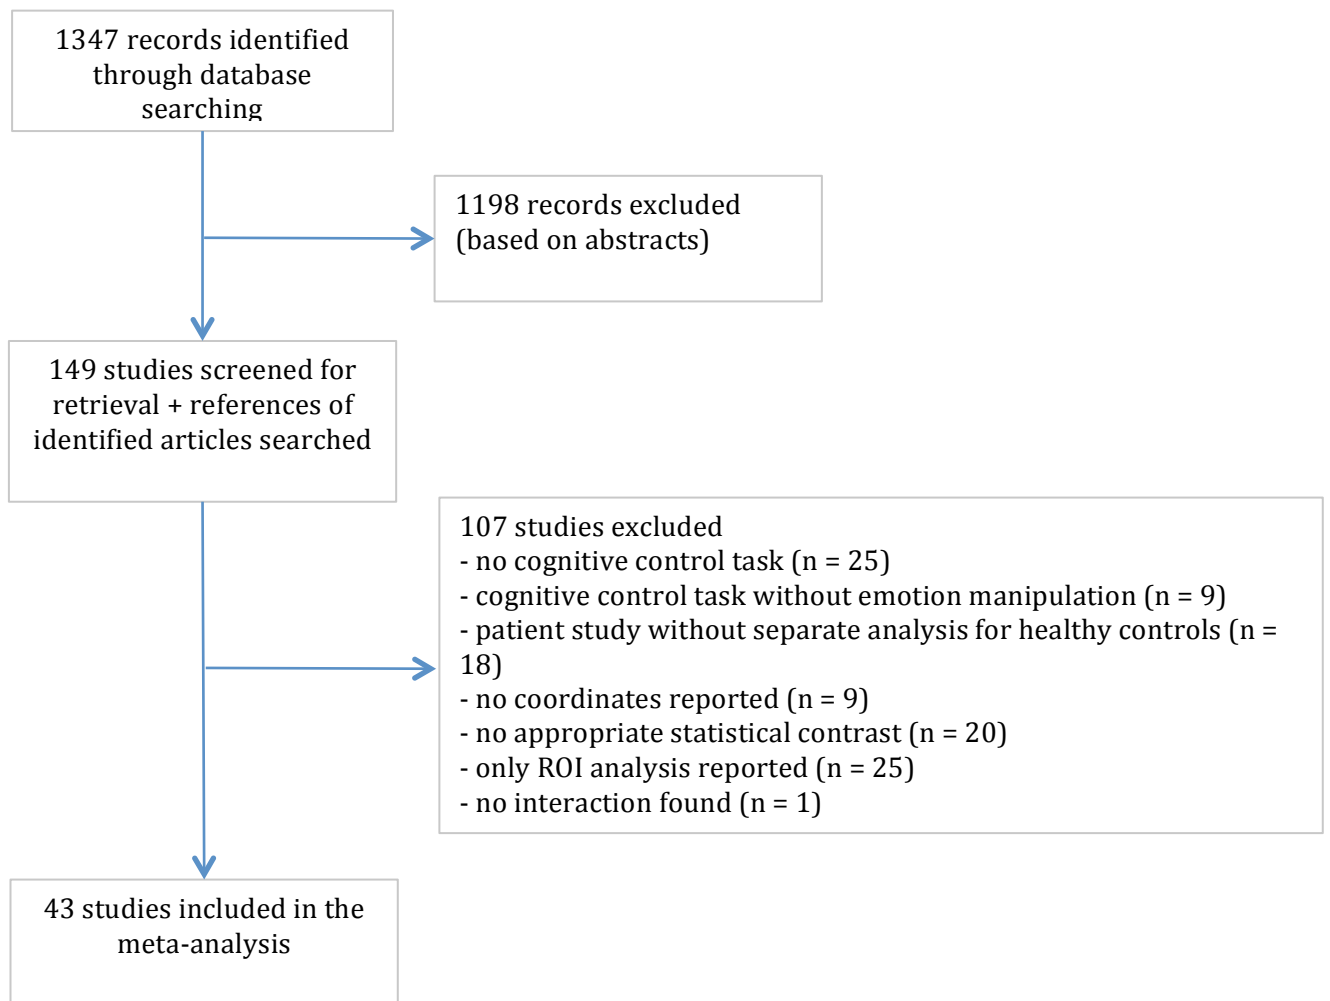 1347 records identified
through database
searching
1198 records excluded
(based on abstracts)
149 studies screened for
retrieval + references of
identified articles searched
107 studies excluded
- no cognitive control task (n = 25)
- cognitive control task without emotion manipulation (n = 9)
- patient study without separate analysis for healthy controls (n =
18)
- no coordinates reported (n = 9)
- no appropriate statistical contrast (n = 20)
- only ROI analysis reported (n = 25)
- no interaction found (n = 1)
43 studies included in the
meta-analysis